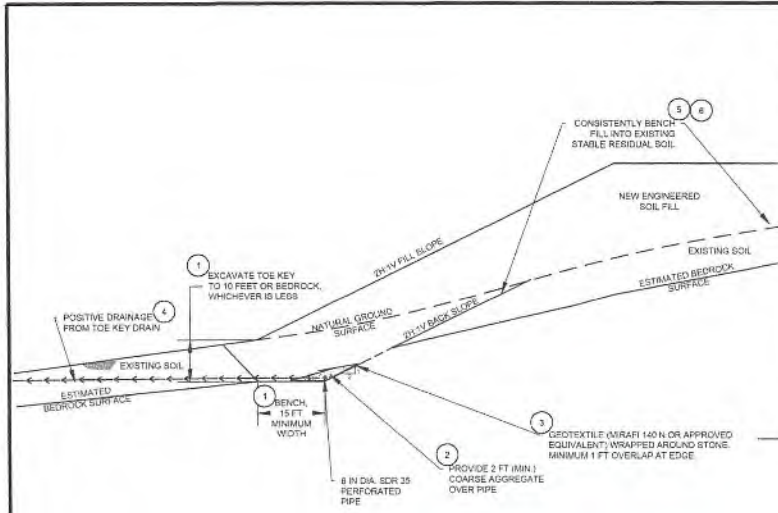 5 6
CONSISTENTLY BENCH
FILL INTO EXISTING
STABLE RESIDUAL SOIL
NEW ENGINEERED
SOIL FILL
EXISTING SOIL
ESTIMATED BEDROCK
SURFACE
2H:1V FILL SLOPE
1
EXCAVATE TOE KEY
TO 10 FEET OR BEDROCK,
WHICHEVER IS LESS
NATURAL GROUND
SURFACE
2H:1V BACK SLOPE
4
POSITIVE DRAINAGE
FROM TOE KEY DRAIN
EXISTING SOIL
ESTIMATED
BEDROCK SURFACE
1
BENCH,
15 FT
MINIMUM
WIDTH
3
GEOTEXTILE (MIRAFI 140 N OR APPROVED
EQUIVALENT) WRAPPED AROUND STONE.
MINIMUM 1 FT OVERLAP AT EDGE.
2
PROVIDE 2 FT (MIN.)
COARSE AGGREGATE
OVER PIPE
6 IN DIA. SDR 35
PERFORATED
PIPE